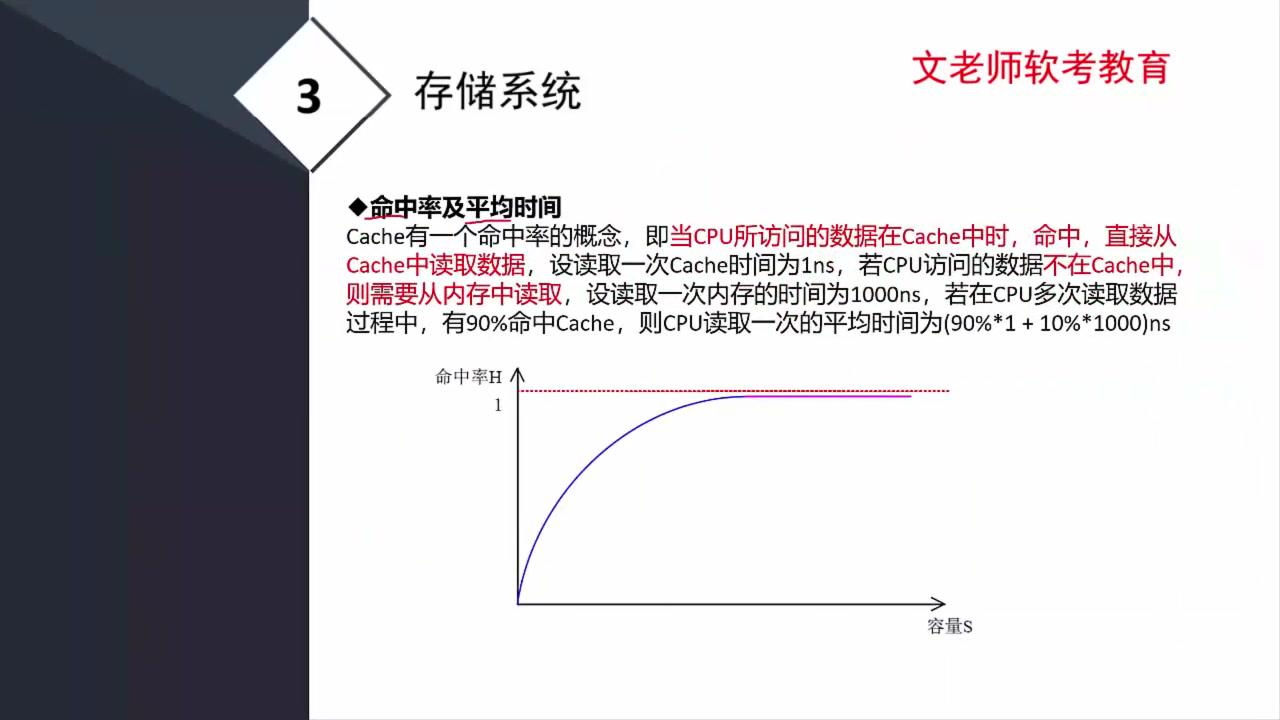 3
存储系统
文老师软考教育
◆命中率及平均时间
Cache有一个命中率的概念，即当CPU所访问的数据在Cache中时，命中，直接从
Cache中读取数据，设读取一次Cache时间为1ns，若CPU访问的数据不在Cache中，
则需要从内存中读取，设读取一次内存的时间为1000ns，若在CPU多次读取数据
过程中，有90%命中Cache，则CPU读取一次的平均时间为(90%*1 + 10%*1000)ns
命中率H
1
容量S